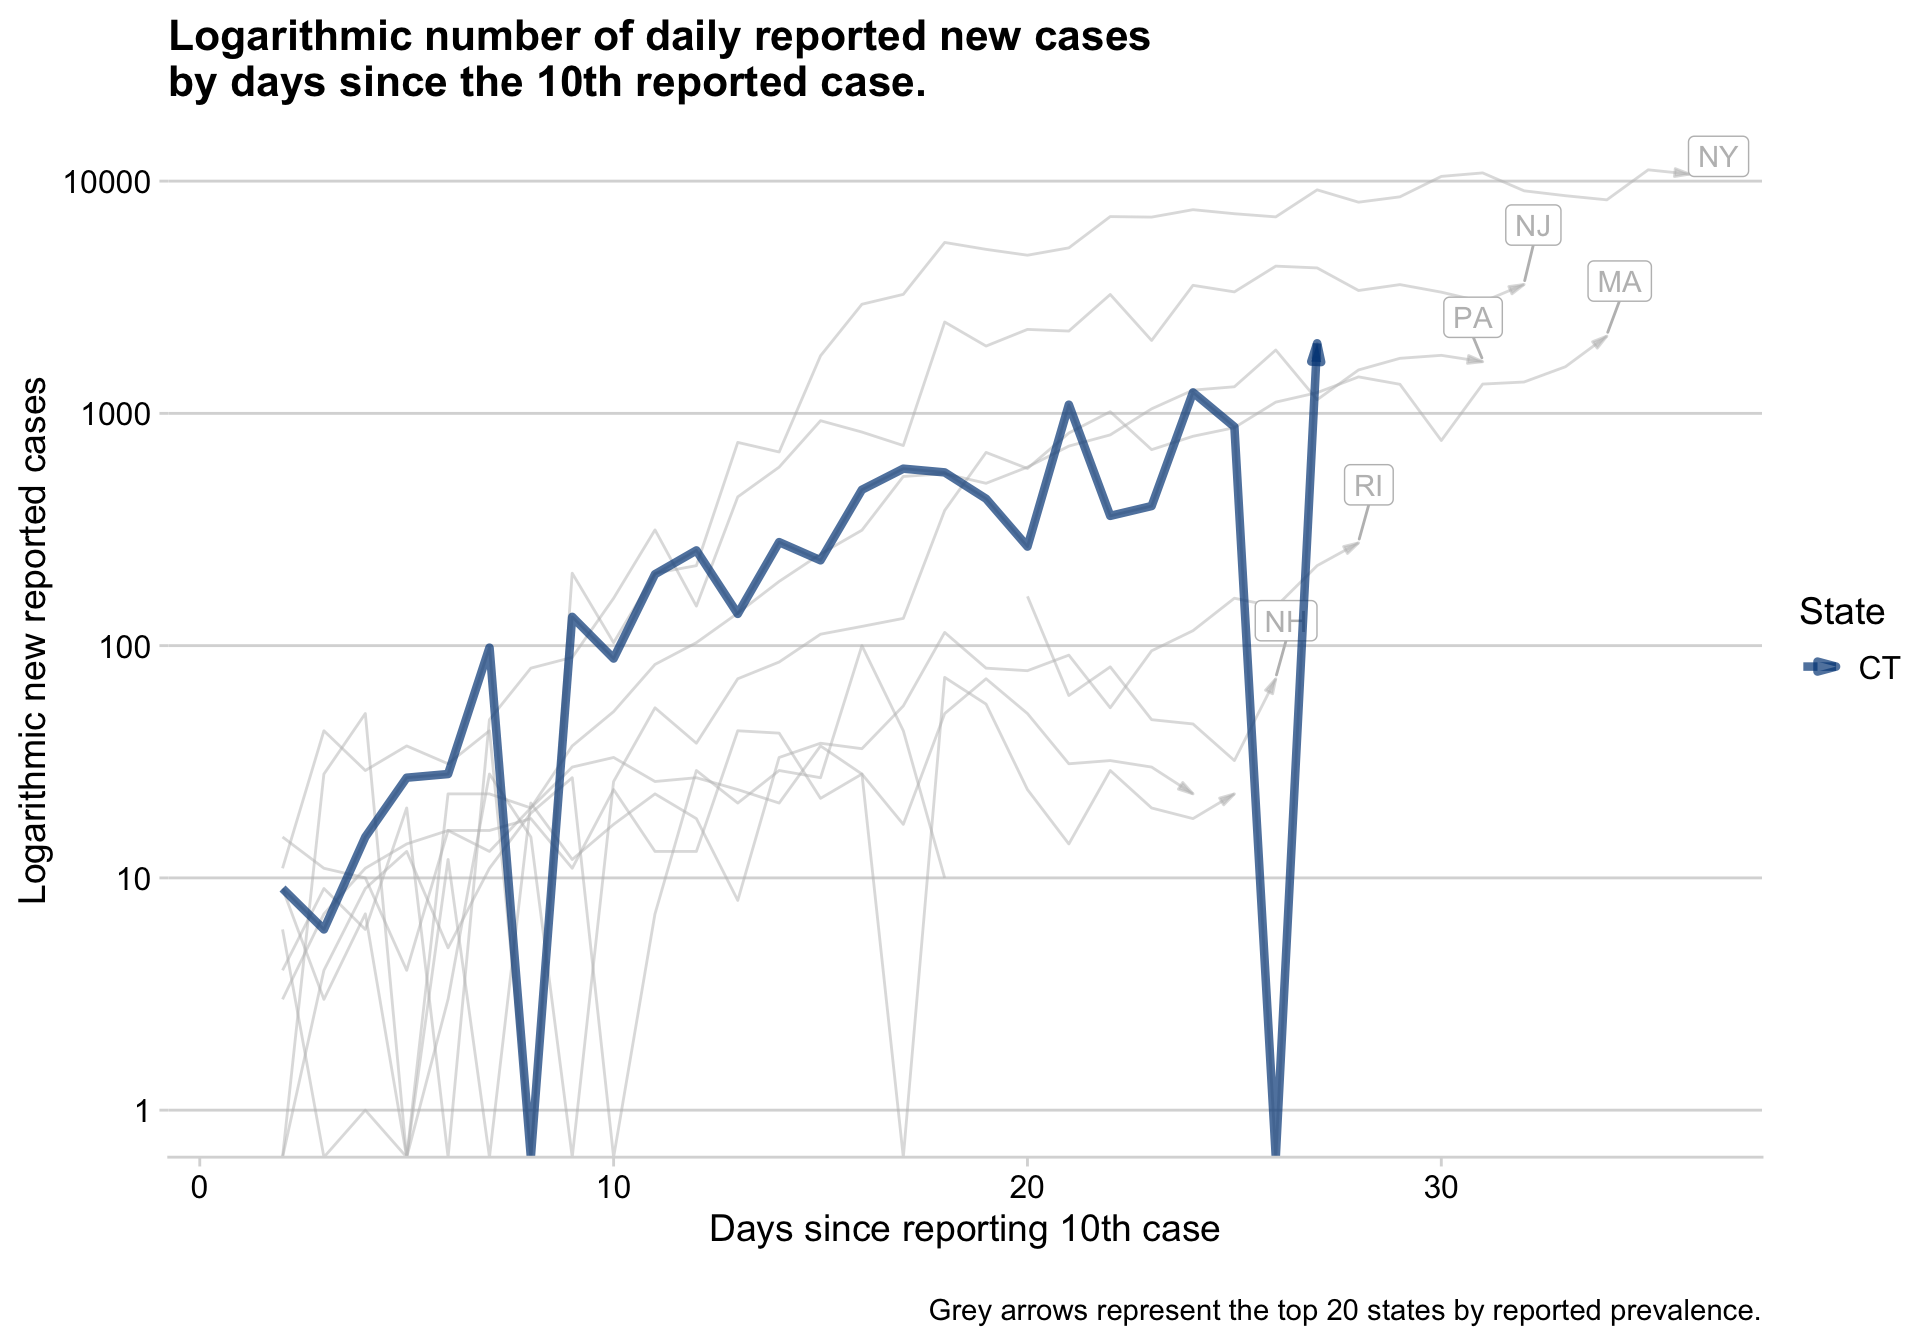 Logarithmic number of daily reported new cases
by days since the 10th reported case.
10000
1000
100
10
1
Logarithmic new reported cases
NY
NJ
MA
PA
RI
NH
State
CT
0
10
20
30
Days since reporting 10th case
Grey arrows represent the top 20 states by reported prevalence.